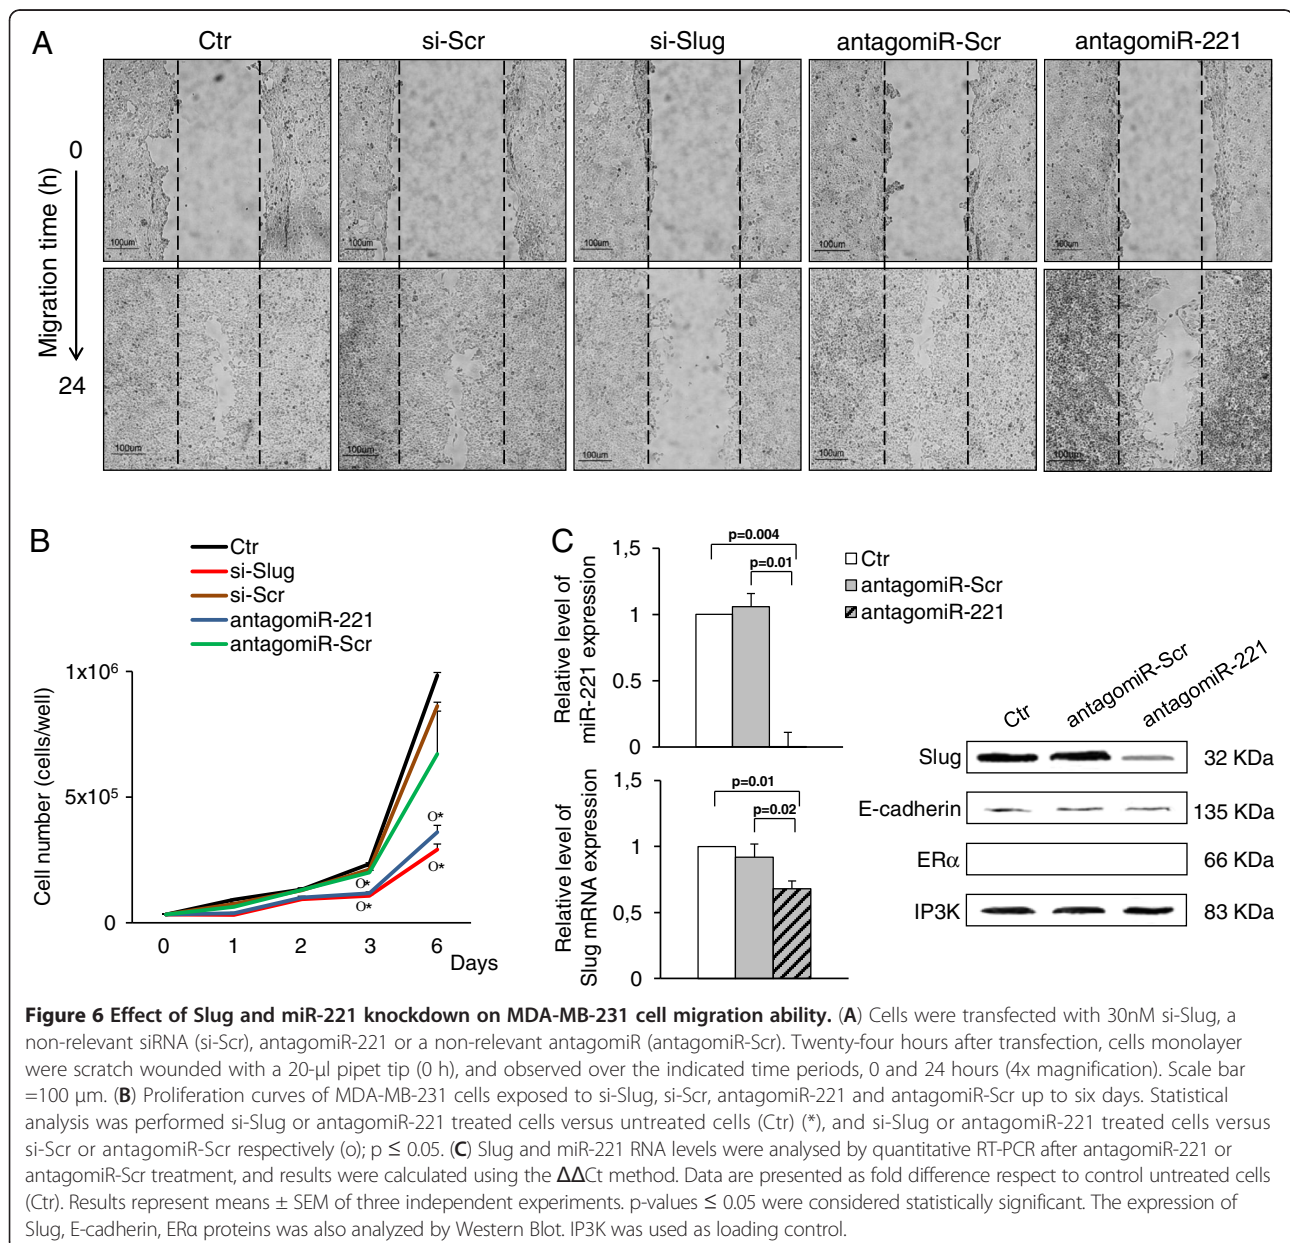 A
Ctr
si-Scr
si-Slug
antagomiR-Scr
antagomiR-221
Migration time (h)
0
24
100um
100um
100um
100um
100um
100um
100um
100um
100um
100um
B
Ctr
si-Slug
si-Scr
antagomiR-221
antagomiR-Scr
Cell number (cells/well)
1x10⁶
5x10⁵
0
O*
O*
O*
O*
0 1 2 3 6
Days
C
Relative level of
miR-221 expression
1,5
1
0.5
0
p=0.004
p=0.01
Ctr
antagomiR-Scr
antagomiR-221
Relative level of
Slug mRNA expression
1,5
1
0,5
0
p=0.01
p=0.02
Ctr
antagomiR-Scr
antagomiR-221
Slug 32 KDa
E-cadherin 135 KDa
ERα 66 KDa
IP3K 83 KDa
Figure 6 Effect of Slug and miR-221 knockdown on MDA-MB-231 cell migration ability. (A) Cells were transfected with 30nM si-Slug, a
non-relevant siRNA (si-Scr), antagomiR-221 or a non-relevant antagomiR (antagomiR-Scr). Twenty-four hours after transfection, cells monolayer
were scratch wounded with a 20-μl pipet tip (0 h), and observed over the indicated time periods, 0 and 24 hours (4x magnification). Scale bar
=100 μm. (B) Proliferation curves of MDA-MB-231 cells exposed to si-Slug, si-Scr, antagomiR-221 and antagomiR-Scr up to six days. Statistical
analysis was performed si-Slug or antagomiR-221 treated cells versus untreated cells (Ctr) (*), and si-Slug or antagomiR-221 treated cells versus
si-Scr or antagomiR-Scr respectively (o); p ≤ 0.05. (C) Slug and miR-221 RNA levels were analysed by quantitative RT-PCR after antagomiR-221 or
antagomiR-Scr treatment, and results were calculated using the ΔΔCt method. Data are presented as fold difference respect to control untreated cells
(Ctr). Results represent means ± SEM of three independent experiments. p-values ≤ 0.05 were considered statistically significant. The expression of
Slug, E-cadherin, ERα proteins was also analyzed by Western Blot. IP3K was used as loading control.